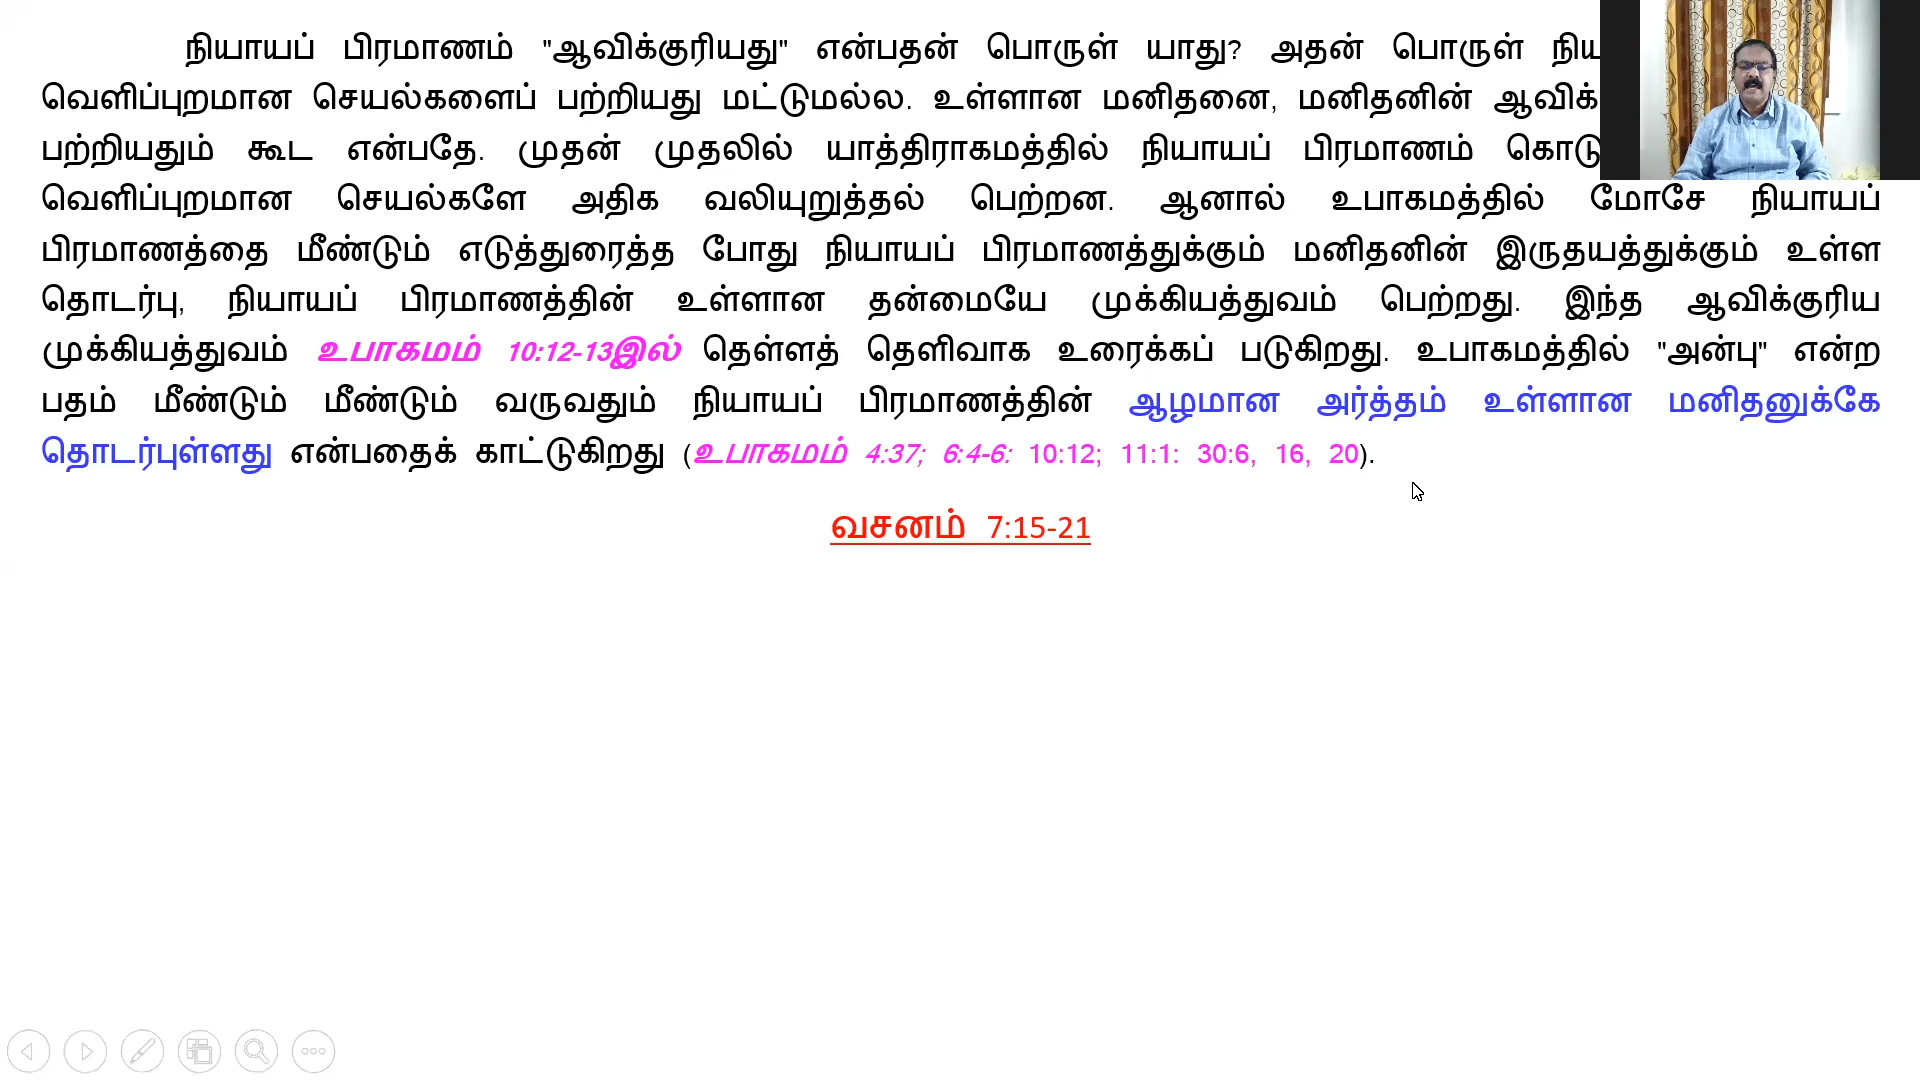 நியாயப் பிரமாணம் "ஆவிக்குரியது" என்பதன் பொருள் யாது? அதன் பொருள்
வெளிப்புறமான செயல்களைப் பற்றியது மட்டுமல்ல. உள்ளான மனிதனை, மனிதனின்
பற்றியதும் கூட என்பதே. முதன் முதலில் யாத்திராகமத்தில் நியாயப் பிரமாணம்
வெளிப்புறமான செயல்களே அதிக வலியுறுத்தல் பெற்றன. ஆனால் உபாகமத்தில் மோசே நியாயப்
பிரமாணத்தை மீண்டும் எடுத்துரைத்த போது நியாயப் பிரமாணத்துக்கும் மனிதனின் இருதயத்துக்கும் உள்ள
தொடர்பு, நியாயப் பிரமாணத்தின் உள்ளான தன்மையே முக்கியத்துவம் பெற்றது. இந்த ஆவிக்குரிய
முக்கியத்துவம் உபாகமம் 10:12-13இல் தெள்ளத் தெளிவாக உரைக்கப் படுகிறது. உபாகமத்தில் "அன்பு" என்ற
பதம் மீண்டும் மீண்டும் வருவதும் நியாயப் பிரமாணத்தின் ஆழமான அர்த்தம் உள்ளான மனிதனுக்கே
தொடர்புள்ளது என்பதைக் காட்டுகிறது (உபாகமம் 4:37; 6:4-6: 10:12; 11:1: 30:6, 16, 20).
வசனம் 7:15-21